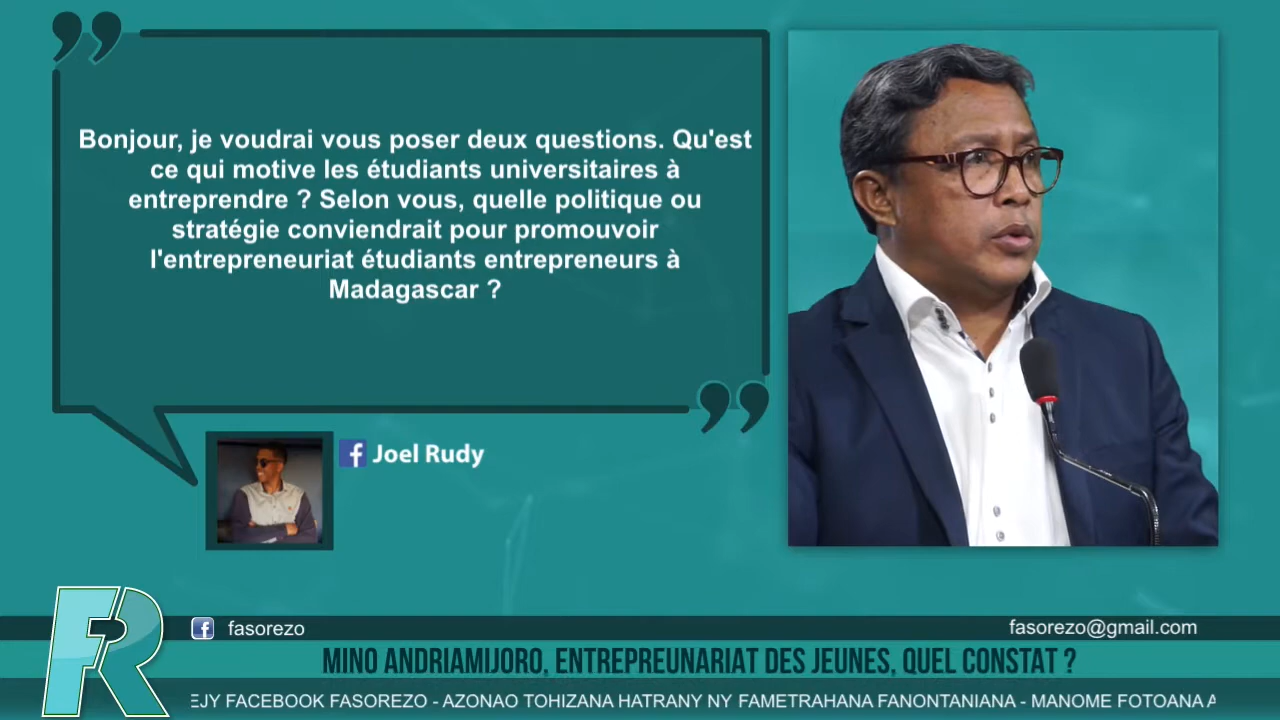 Bonjour, je voudrai vous poser deux questions. Qu'est
ce qui motive les étudiants universitaires à
entreprendre ? Selon vous, quelle politique ou
stratégie conviendrait pour promouvoir
l'entrepreneuriat étudiants entrepreneurs à
Madagascar ?
Joel Rudy
FR
fasorezo
fasorezo@gmail.com
MINO ANDRIAMIJORO, ENTREPREUNARIAT DES JEUNES, QUEL CONSTAT ?
EJY FACEBOOK FASOREZO - AZONAO TOHIZANA HATRANY NY FAMETRAHANA FANONTANIANA - MANOME FOTOANA A